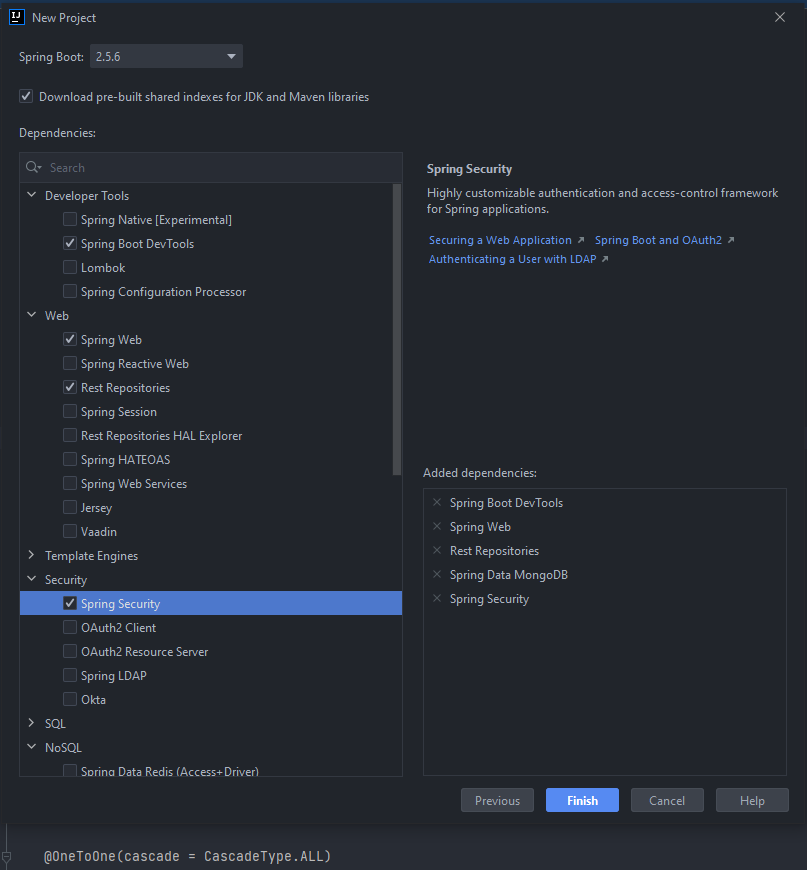 IJ New Project
Spring Boot: 2.5.6
Download pre-built shared indexes for JDK and Maven libraries
Dependencies:
Search
Developer Tools
Spring Native [Experimental]
Spring Boot DevTools
Lombok
Spring Configuration Processor
Web
Spring Web
Spring Reactive Web
Rest Repositories
Spring Session
Rest Repositories HAL Explorer
Spring HATEOAS
Spring Web Services
Jersey
Vaadin
Template Engines
Security
Spring Security
OAuth2 Client
OAuth2 Resource Server
Spring LDAP
Okta
SQL
NoSQL
Spring Data Redis (Access+Driver)
Spring Security
Highly customizable authentication and access-control framework
for Spring applications.
Securing a Web Application Spring Boot and OAuth2
Authenticating a User with LDAP
Added dependencies:
Spring Boot DevTools
Spring Web
Rest Repositories
Spring Data MongoDB
Spring Security
Previous Finish Cancel Help
@OneToOne(cascade = CascadeType.ALL)